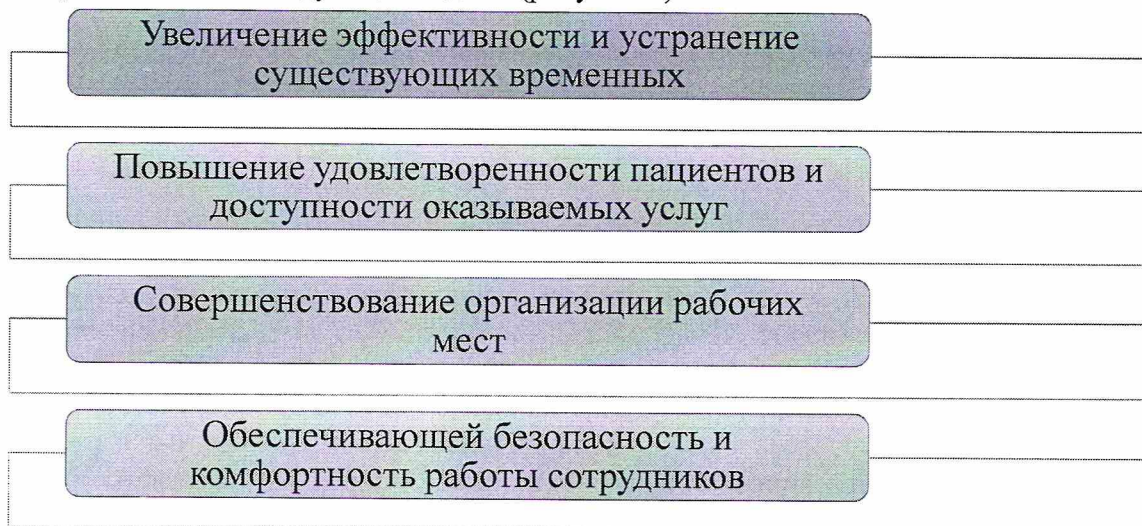 Увеличение эффективности и устранение
существующих временных
Повышение удовлетворенности пациентов и
доступности оказываемых услуг
Совершенствование организации рабочих
мест
Обеспечивающей безопасность и
комфортность работы сотрудников